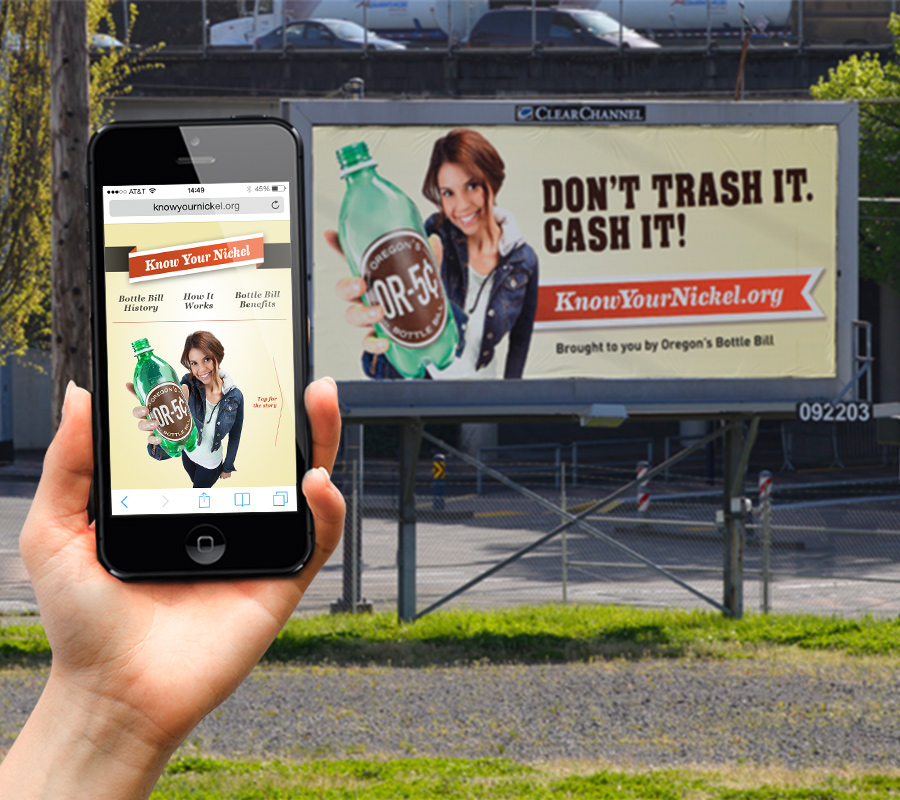 CLEARCHANNEL
DON'T TRASH IT.
CASH IT!
KnowYourNickel.org
Brought to you by Oregon's Bottle Bill
OREGON'S
OR-5¢
BOTTLE BILL
092203
AT&T 14:49 45%
knowyournickel.org
Know Your Nickel
Bottle Bill History
How It Works
Bottle Bill Benefits
OREGON'S
OR-5¢
BOTTLE BILL
Tap for
the story